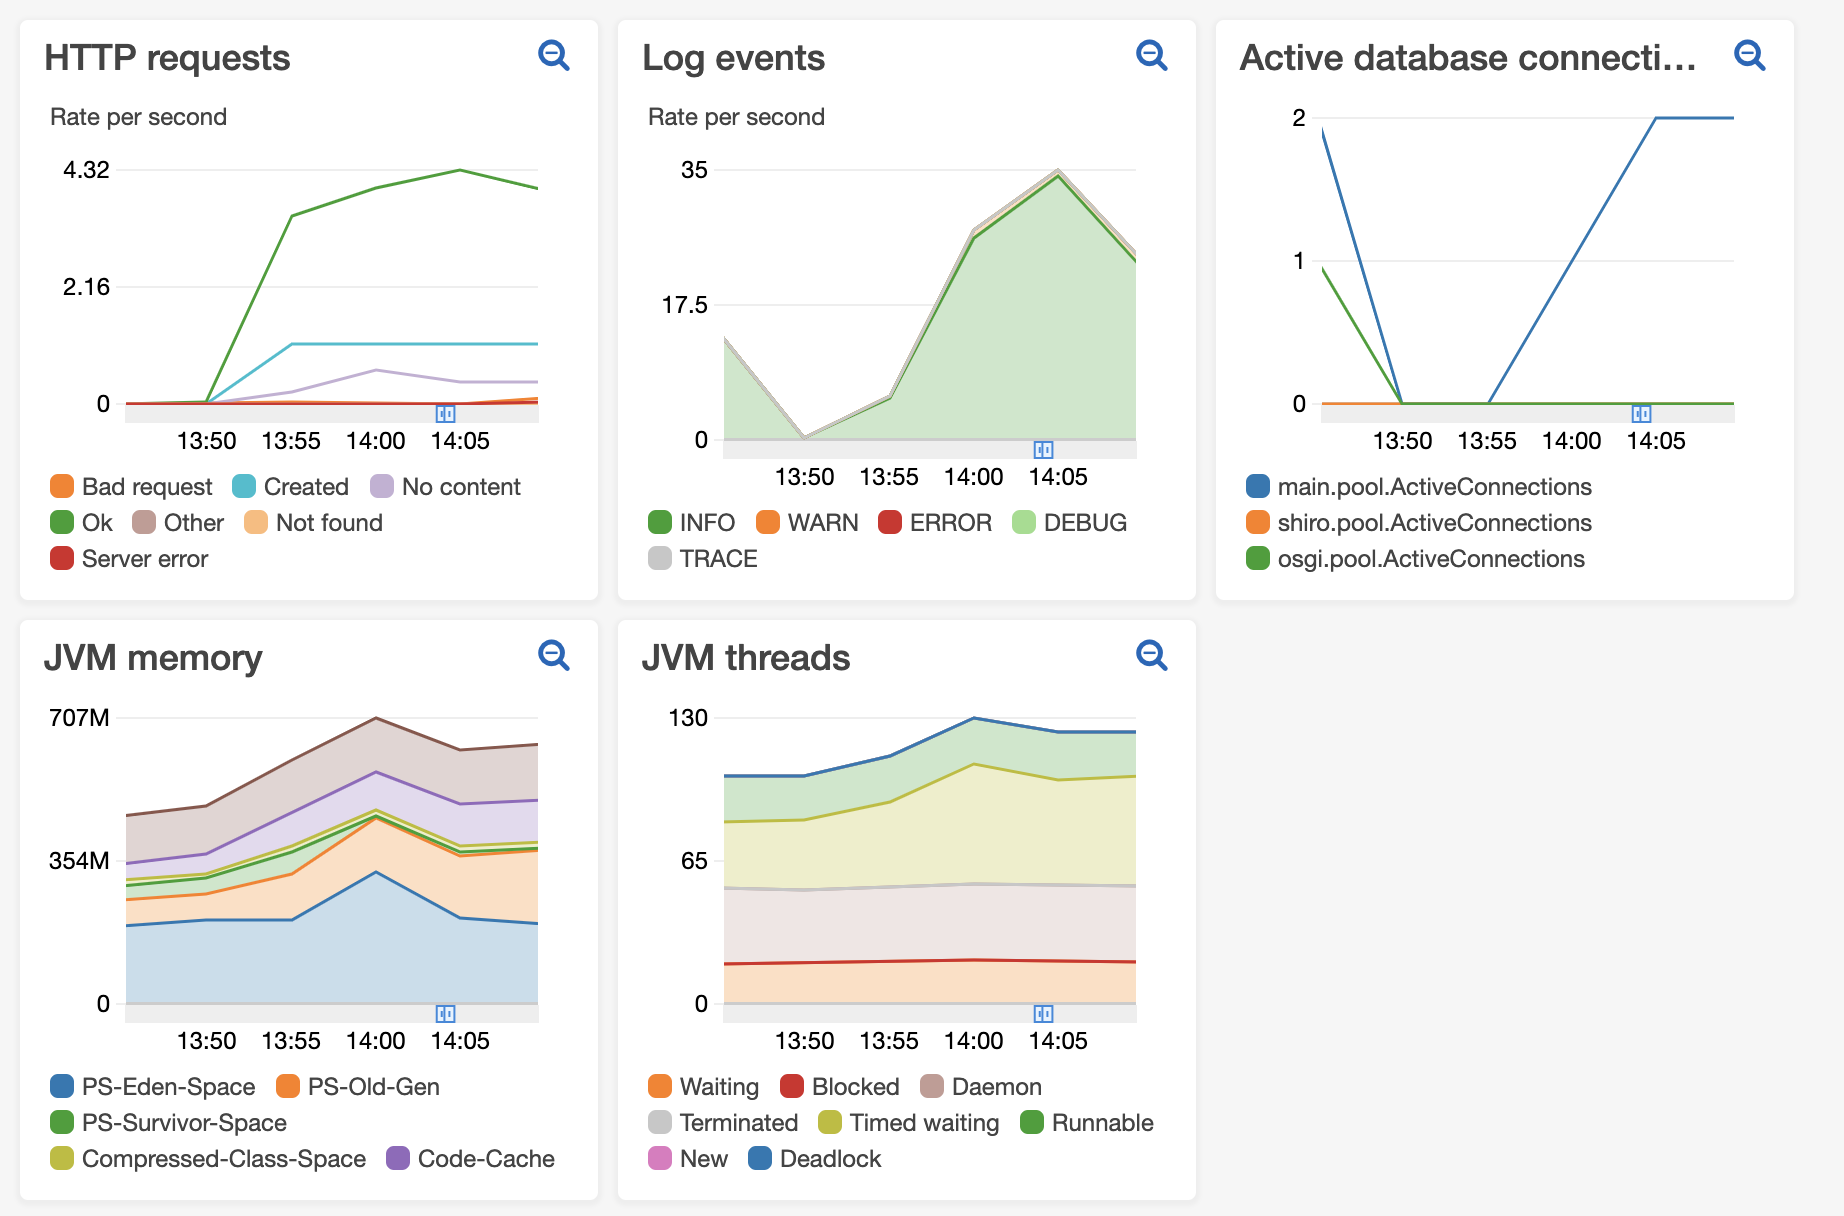 HTTP requests
Rate per second
4.32
2.16
0
13:50 13:55 14:00 14:05
Bad request Created No content
Ok Other Not found
Server error
Log events
Rate per second
35
17.5
0
13:50 13:55 14:00 14:05
INFO WARN ERROR DEBUG
TRACE
Active database connecti...
2
1
0
13:50 13:55 14:00 14:05
main.pool.ActiveConnections
shiro.pool.ActiveConnections
osgi.pool.ActiveConnections
JVM memory
707M
354M
0
13:50 13:55 14:00 14:05
PS-Eden-Space PS-Old-Gen
PS-Survivor-Space
Compressed-Class-Space Code-Cache
JVM threads
130
65
0
13:50 13:55 14:00 14:05
Waiting Blocked Daemon
Terminated Timed waiting Runnable
New Deadlock